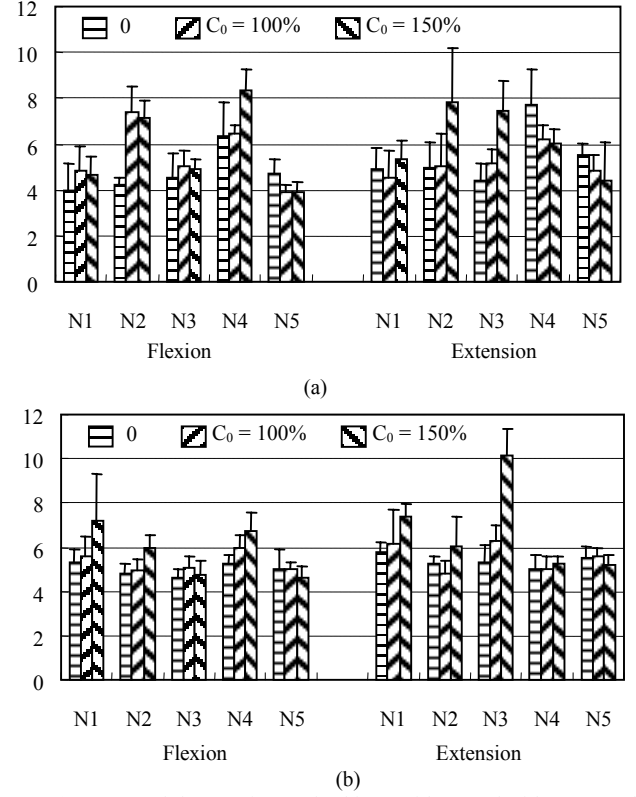 12
0 C₀ = 100% C₀ = 150%
10
8
6
4
2
0
N1 N2 N3 N4 N5 N1 N2 N3 N4 N5
Flexion Extension
(a)
12
0 C₀ = 100% C₀ = 150%
10
8
6
4
2
0
N1 N2 N3 N4 N5 N1 N2 N3 N4 N5
Flexion Extension
(b)